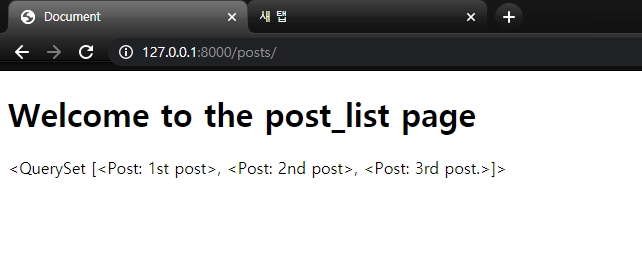 Document
새 탭
127.0.0.1:8000/posts/
Welcome to the post_list page
<QuerySet [<Post: 1st post>, <Post: 2nd post>, <Post: 3rd post.>]>